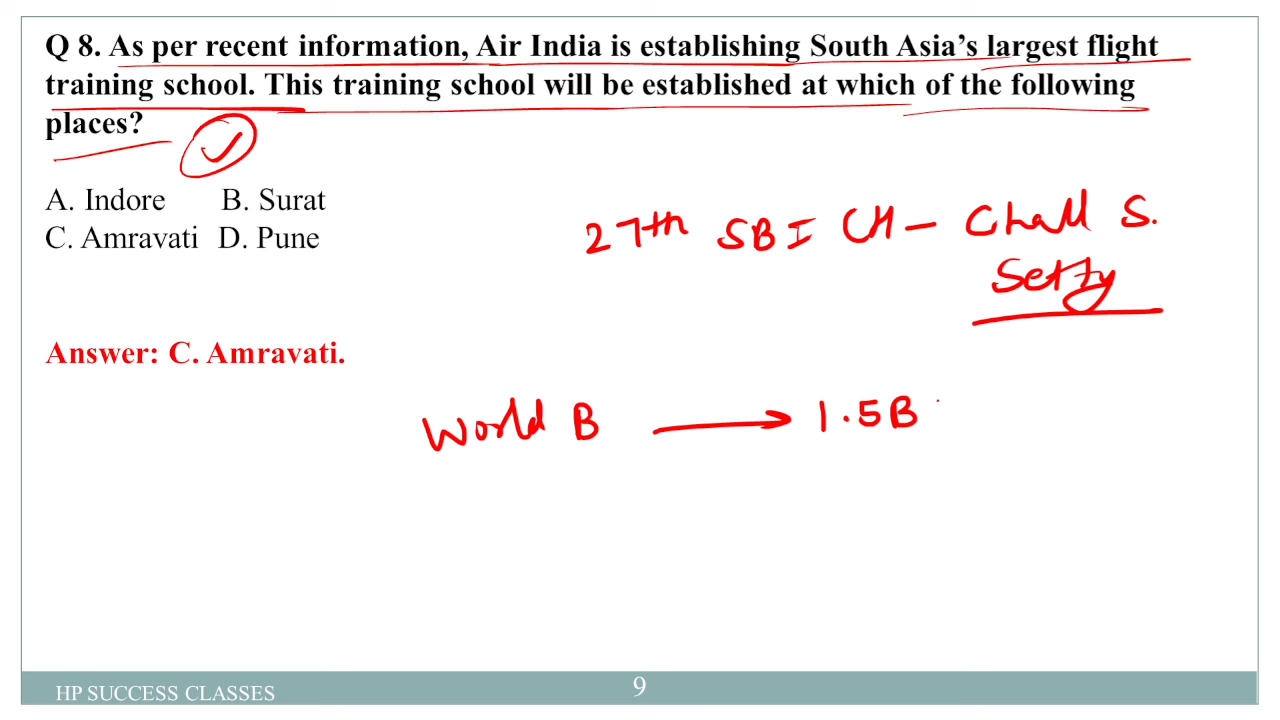 Q 8. As per recent information, Air India is establishing South Asia's largest flight
training school. This training school will be established at which of the following
places?
A. Indore B. Surat
C. Amravati D. Pune
27th SBI CH - Chall S.
Setty
Answer: C. Amravati.
World B → 1.5B
HP SUCCESS CLASSES
9